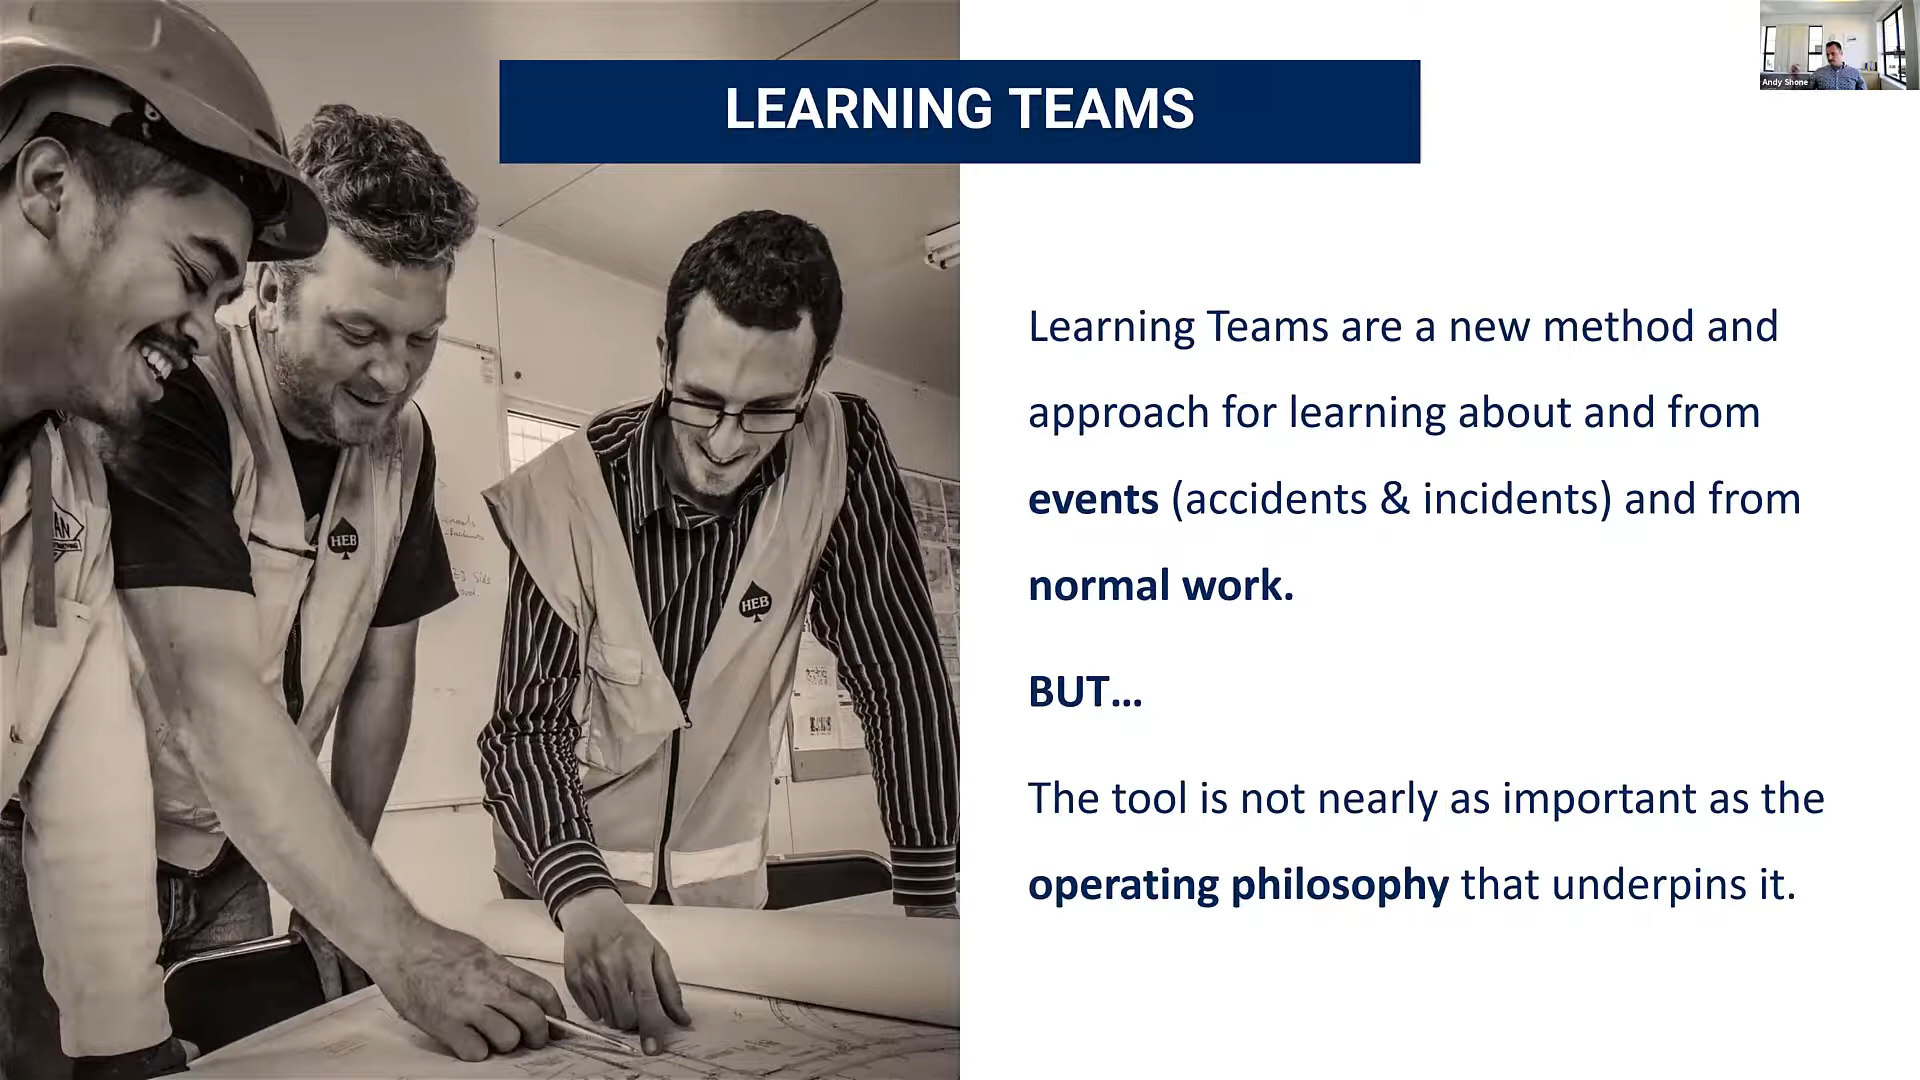 LEARNING TEAMS
Andy Shone
Learning Teams are a new method and
approach for learning about and from
events (accidents & incidents) and from
normal work.
BUT...
The tool is not nearly as important as the
operating philosophy that underpins it.
HEB
HEB